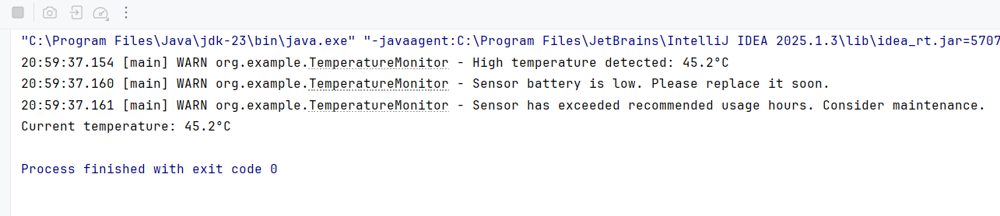 "C:\Program Files\Java\jdk-23\bin\java.exe" "-javaagent:C:\Program Files\JetBrains\IntelliJ IDEA 2025.1.3\lib\idea_rt.jar=5707
20:59:37.154 [main] WARN org.example.TemperatureMonitor - High temperature detected: 45.2°C
20:59:37.160 [main] WARN org.example.TemperatureMonitor - Sensor battery is low. Please replace it soon.
20:59:37.161 [main] WARN org.example.TemperatureMonitor - Sensor has exceeded recommended usage hours. Consider maintenance.
Current temperature: 45.2°C
Process finished with exit code 0